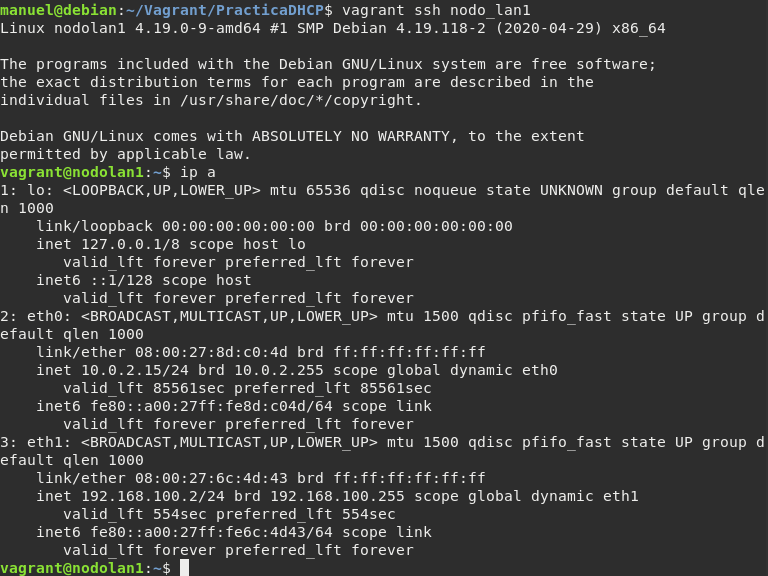 manuel@debian:~/Vagrant/PracticaDHCP$ vagrant ssh nodo_lan1
Linux nodolan1 4.19.0-9-amd64 #1 SMP Debian 4.19.118-2 (2020-04-29) x86_64
The programs included with the Debian GNU/Linux system are free software;
the exact distribution terms for each program are described in the
individual files in /usr/share/doc/*/copyright.
Debian GNU/Linux comes with ABSOLUTELY NO WARRANTY, to the extent
permitted by applicable law.
vagrant@nodolan1:~$ ip a
1: lo: <LOOPBACK,UP,LOWER_UP> mtu 65536 qdisc noqueue state UNKNOWN group default qle
n 1000
    link/loopback 00:00:00:00:00:00 brd 00:00:00:00:00:00
    inet 127.0.0.1/8 scope host lo
       valid_lft forever preferred_lft forever
    inet6 ::1/128 scope host
       valid_lft forever preferred_lft forever
2: eth0: <BROADCAST,MULTICAST,UP,LOWER_UP> mtu 1500 qdisc pfifo_fast state UP group d
efault qlen 1000
    link/ether 08:00:27:8d:c0:4d brd ff:ff:ff:ff:ff:ff
    inet 10.0.2.15/24 brd 10.0.2.255 scope global dynamic eth0
       valid_lft 85561sec preferred_lft 85561sec
    inet6 fe80::a00:27ff:fe8d:c04d/64 scope link
       valid_lft forever preferred_lft forever
3: eth1: <BROADCAST,MULTICAST,UP,LOWER_UP> mtu 1500 qdisc pfifo_fast state UP group d
efault qlen 1000
    link/ether 08:00:27:6c:4d:43 brd ff:ff:ff:ff:ff:ff
    inet 192.168.100.2/24 brd 192.168.100.255 scope global dynamic eth1
       valid_lft 554sec preferred_lft 554sec
    inet6 fe80::a00:27ff:fe6c:4d43/64 scope link
       valid_lft forever preferred_lft forever
vagrant@nodolan1:~$